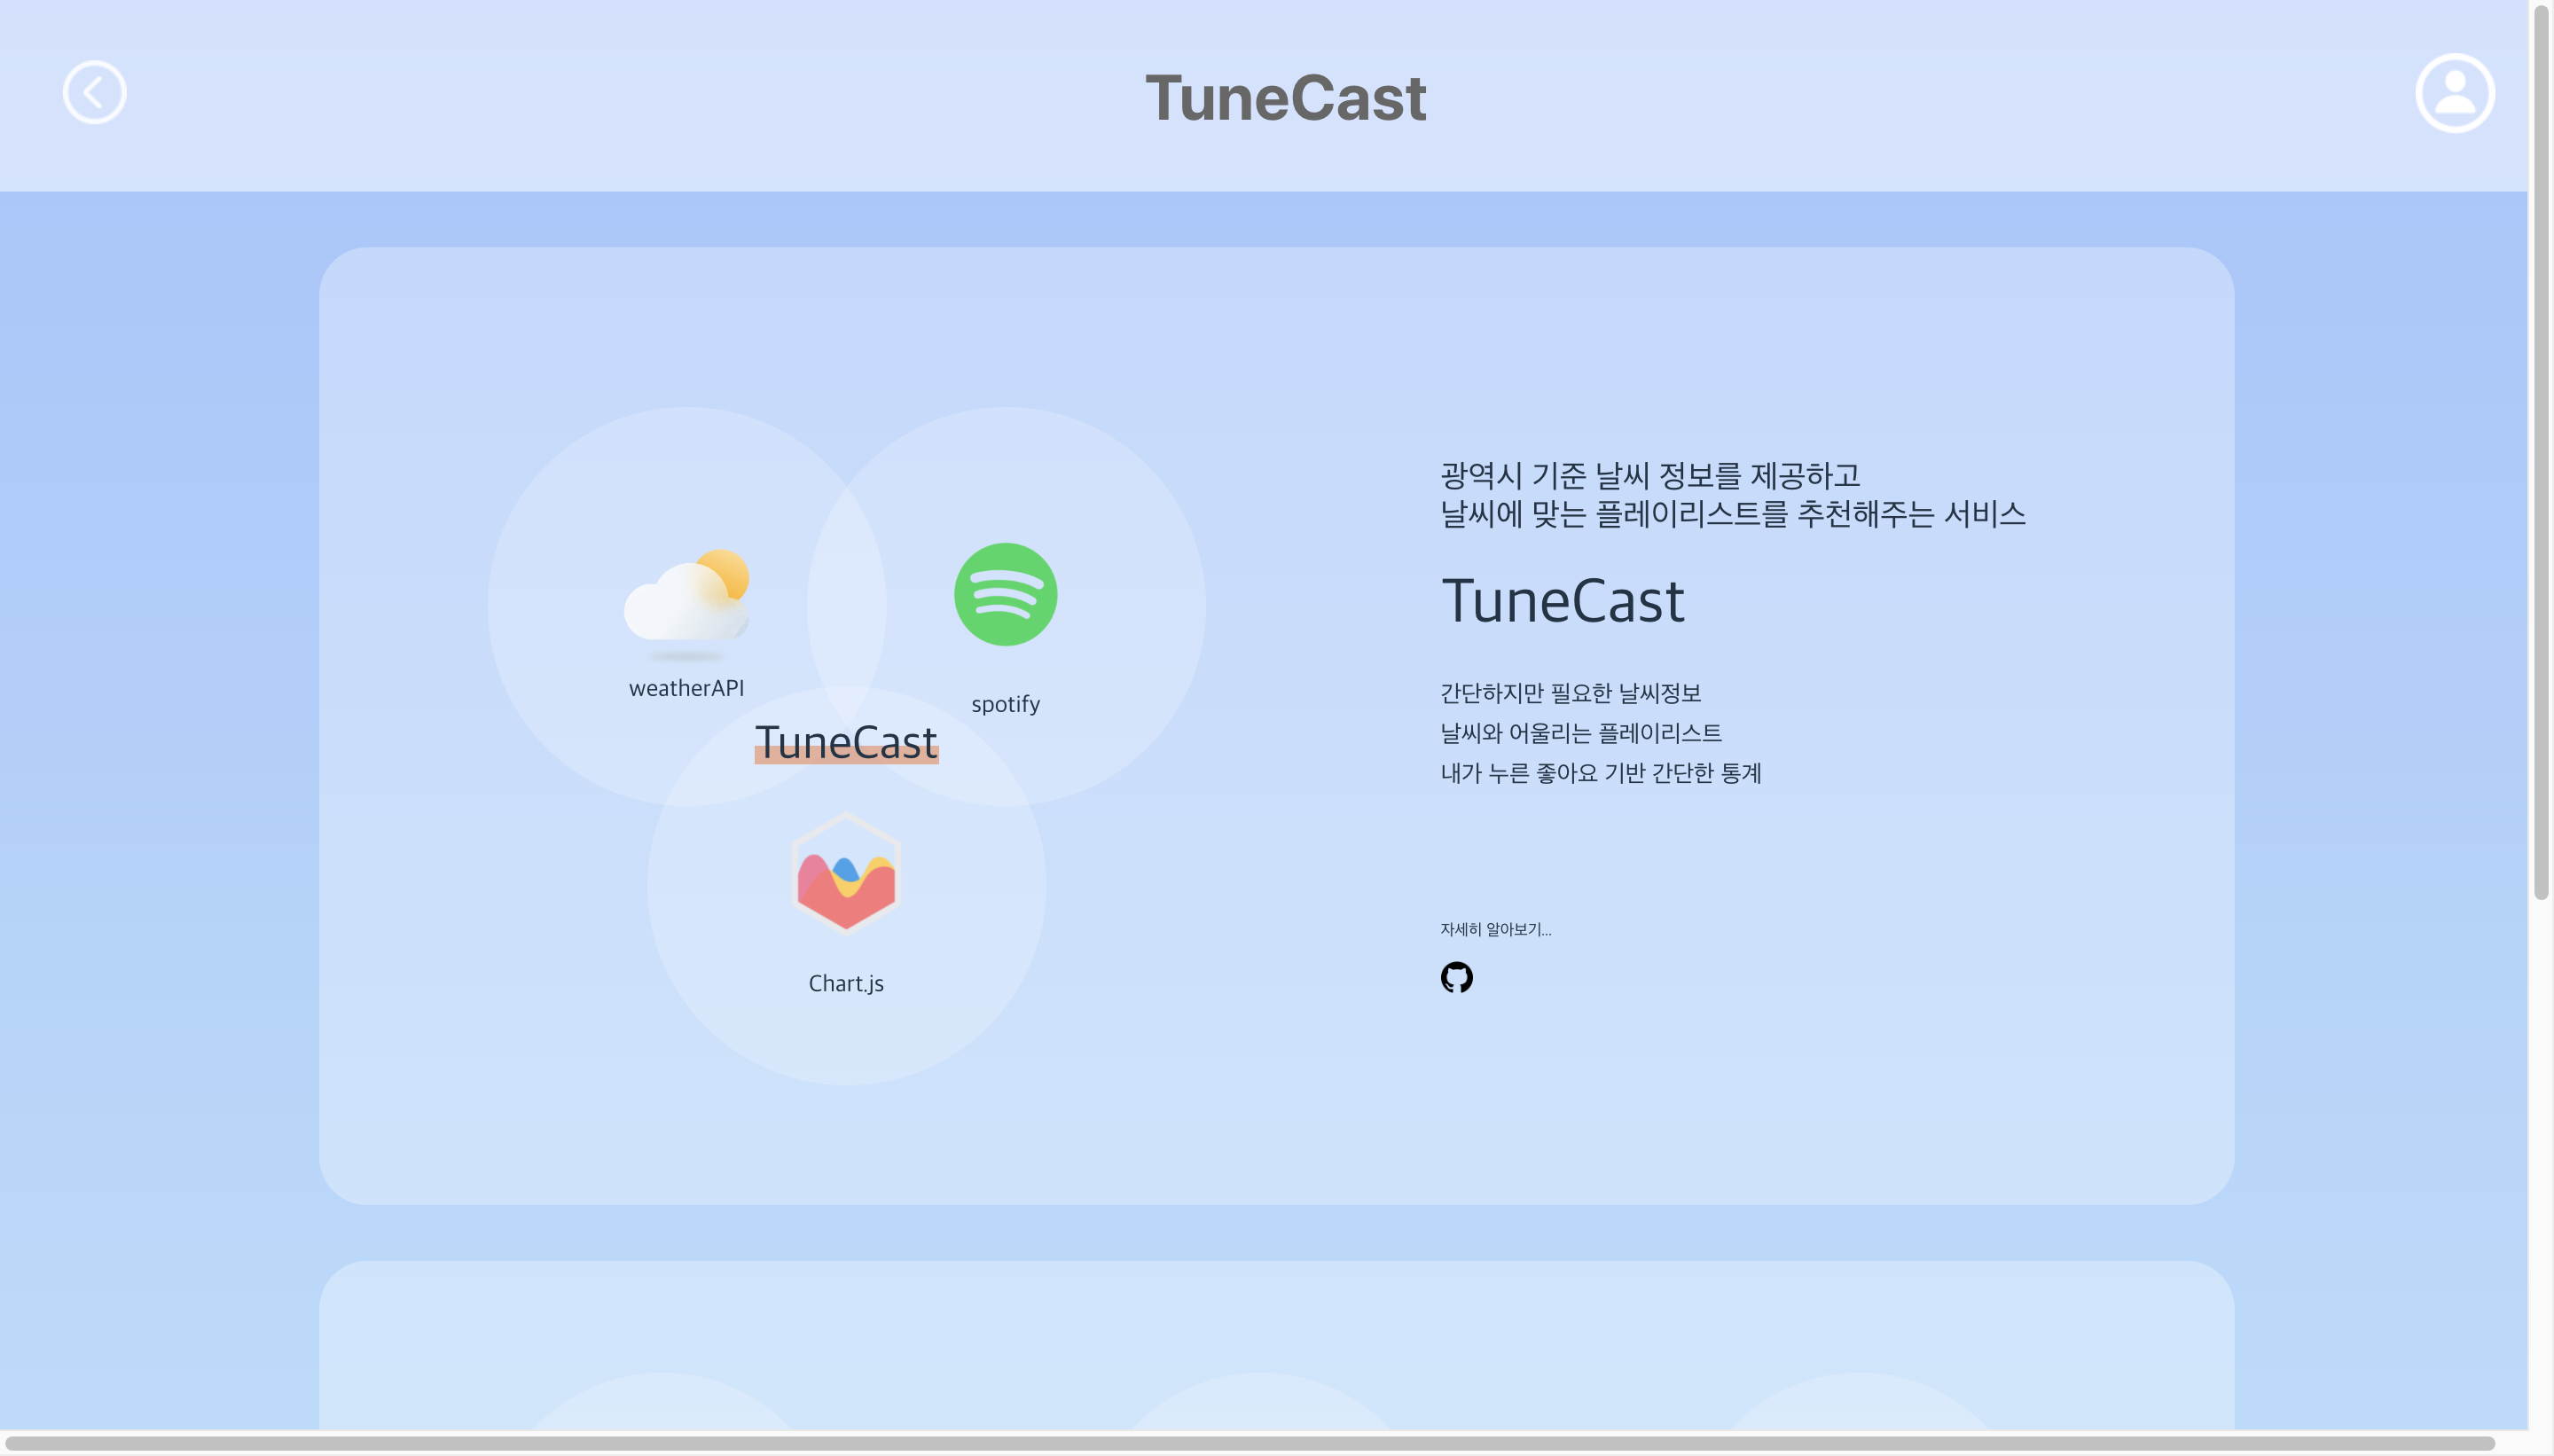 TuneCast
weatherAPI
spotify
TuneCast
Chart.js
광역시 기준 날씨 정보를 제공하고
날씨에 맞는 플레이리스트를 추천해주는 서비스
TuneCast
간단하지만 필요한 날씨정보
날씨와 어울리는 플레이리스트
내가 누른 좋아요 기반 간단한 통계
자세히 알아보기...